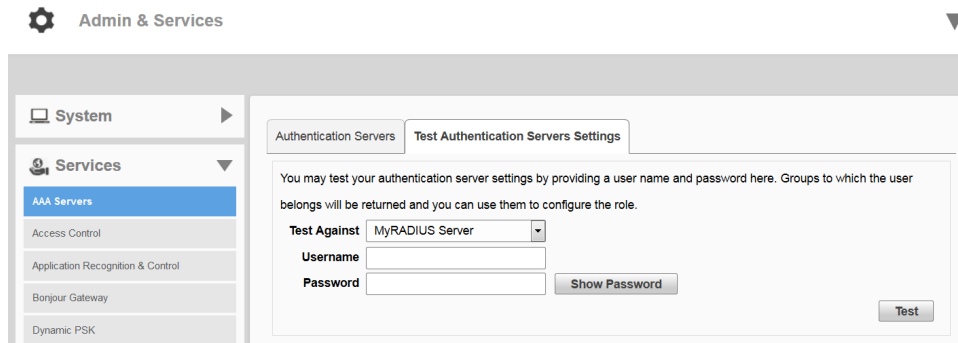 Admin & Services
System
Services
AAA Servers
Access Control
Application Recognition & Control
Bonjour Gateway
Dynamic PSK
Authentication Servers
Test Authentication Servers Settings
You may test your authentication server settings by providing a user name and password here. Groups to which the user
belongs will be returned and you can use them to configure the role.
Test Against MyRADIUS Server
Username
Password Show Password
Test